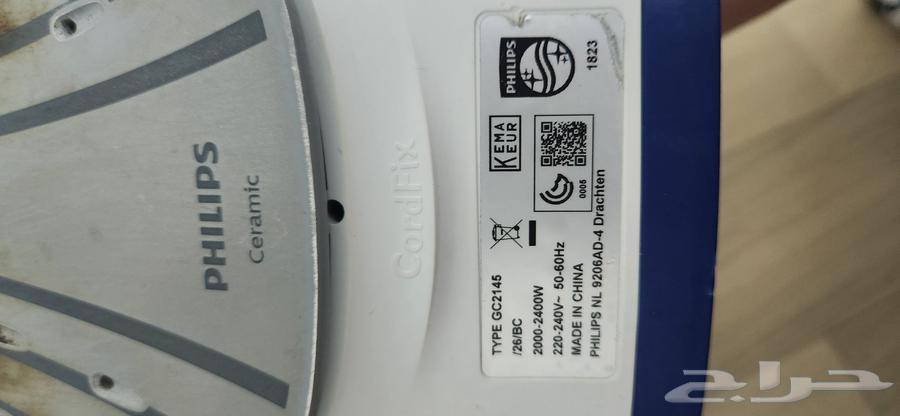 PHILIPS
Ceramic
CordFix
PHILIPS
1823
KEMA
KEUR
0005
TYPE GC2145
/26/BC
2000-2400W
220-240V~ 50-60Hz
MADE IN CHINA
PHILIPS NL 9206AD-4 Drachten
حراج